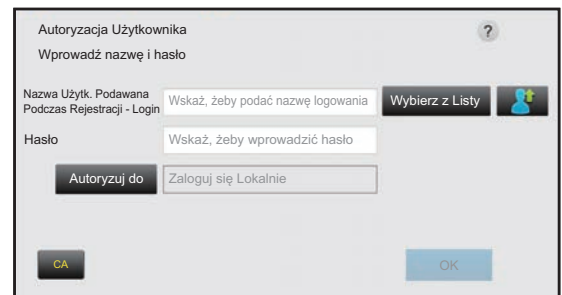 Autoryzacja Użytkownika
?
Wprowadź nazwę i hasło
Nazwa Użytk. Podawana
Podczas Rejestracji - Login
Wskaż, żeby podać nazwę logowania
Wybierz z Listy
Hasło
Wskaż, żeby wprowadzić hasło
Autoryzuj do
Zaloguj się Lokalnie
CA
OK